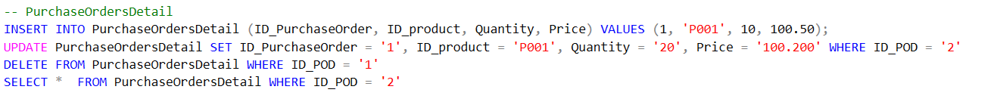 -- PurchaseOrdersDetail
INSERT INTO PurchaseOrdersDetail (ID_PurchaseOrder, ID_product, Quantity, Price) VALUES (1, 'P001', 10, 100.50);
UPDATE PurchaseOrdersDetail SET ID_PurchaseOrder = '1', ID_product = 'P001', Quantity = '20', Price = '100.200' WHERE ID_POD = '2'
DELETE FROM PurchaseOrdersDetail WHERE ID_POD = '1'
SELECT *  FROM PurchaseOrdersDetail WHERE ID_POD = '2'